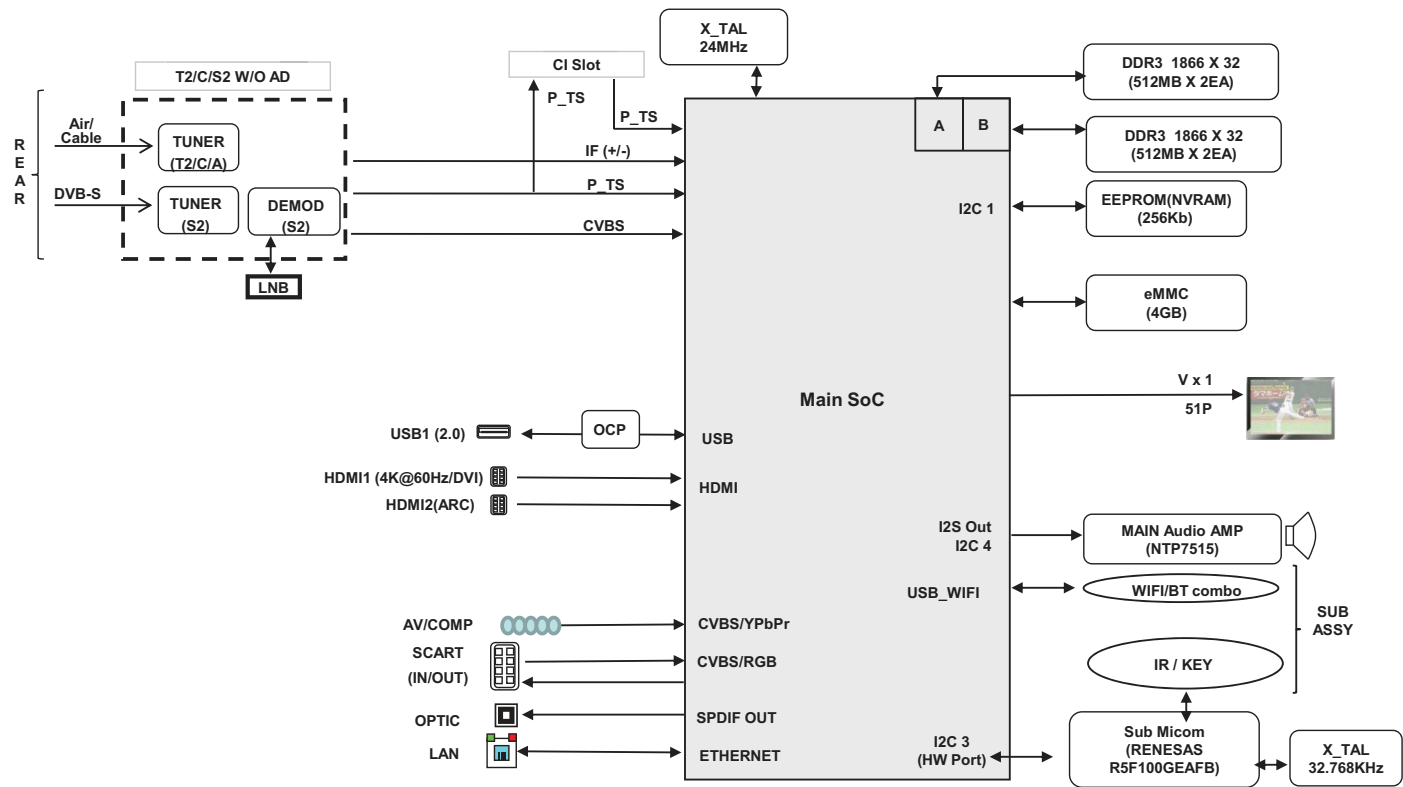 X_TAL
24MHz
CI Slot
T2/C/S2 W/O AD
P_TS
P_TS
DDR3 1866 X 32
(512MB X 2EA)
A
B
DDR3 1866 X 32
(512MB X 2EA)
R
E
A
R
Air/
Cable
TUNER
(T2/C/A)
IF (+/-)
DVB-S
TUNER
(S2)
DEMOD
(S2)
P_TS
CVBS
LNB
I2C 1
EEPROM(NVRAM)
(256Kb)
eMMC
(4GB)
V x 1
51P
Main SoC
USB1 (2.0)
OCP
USB
HDMI1 (4K@60Hz/DVI)
HDMI
HDMI2(ARC)
I2S Out
I2C 4
MAIN Audio AMP
(NTP7515)
USB_WIFI
WIFI/BT combo
SUB
ASSY
IR / KEY
AV/COMP
CVBS/YPbPr
SCART
(IN/OUT)
CVBS/RGB
OPTIC
SPDIF OUT
LAN
ETHERNET
I2C 3
(HW Port)
Sub Micom
(RENESAS
R5F100GEAFB)
X_TAL
32.768KHz